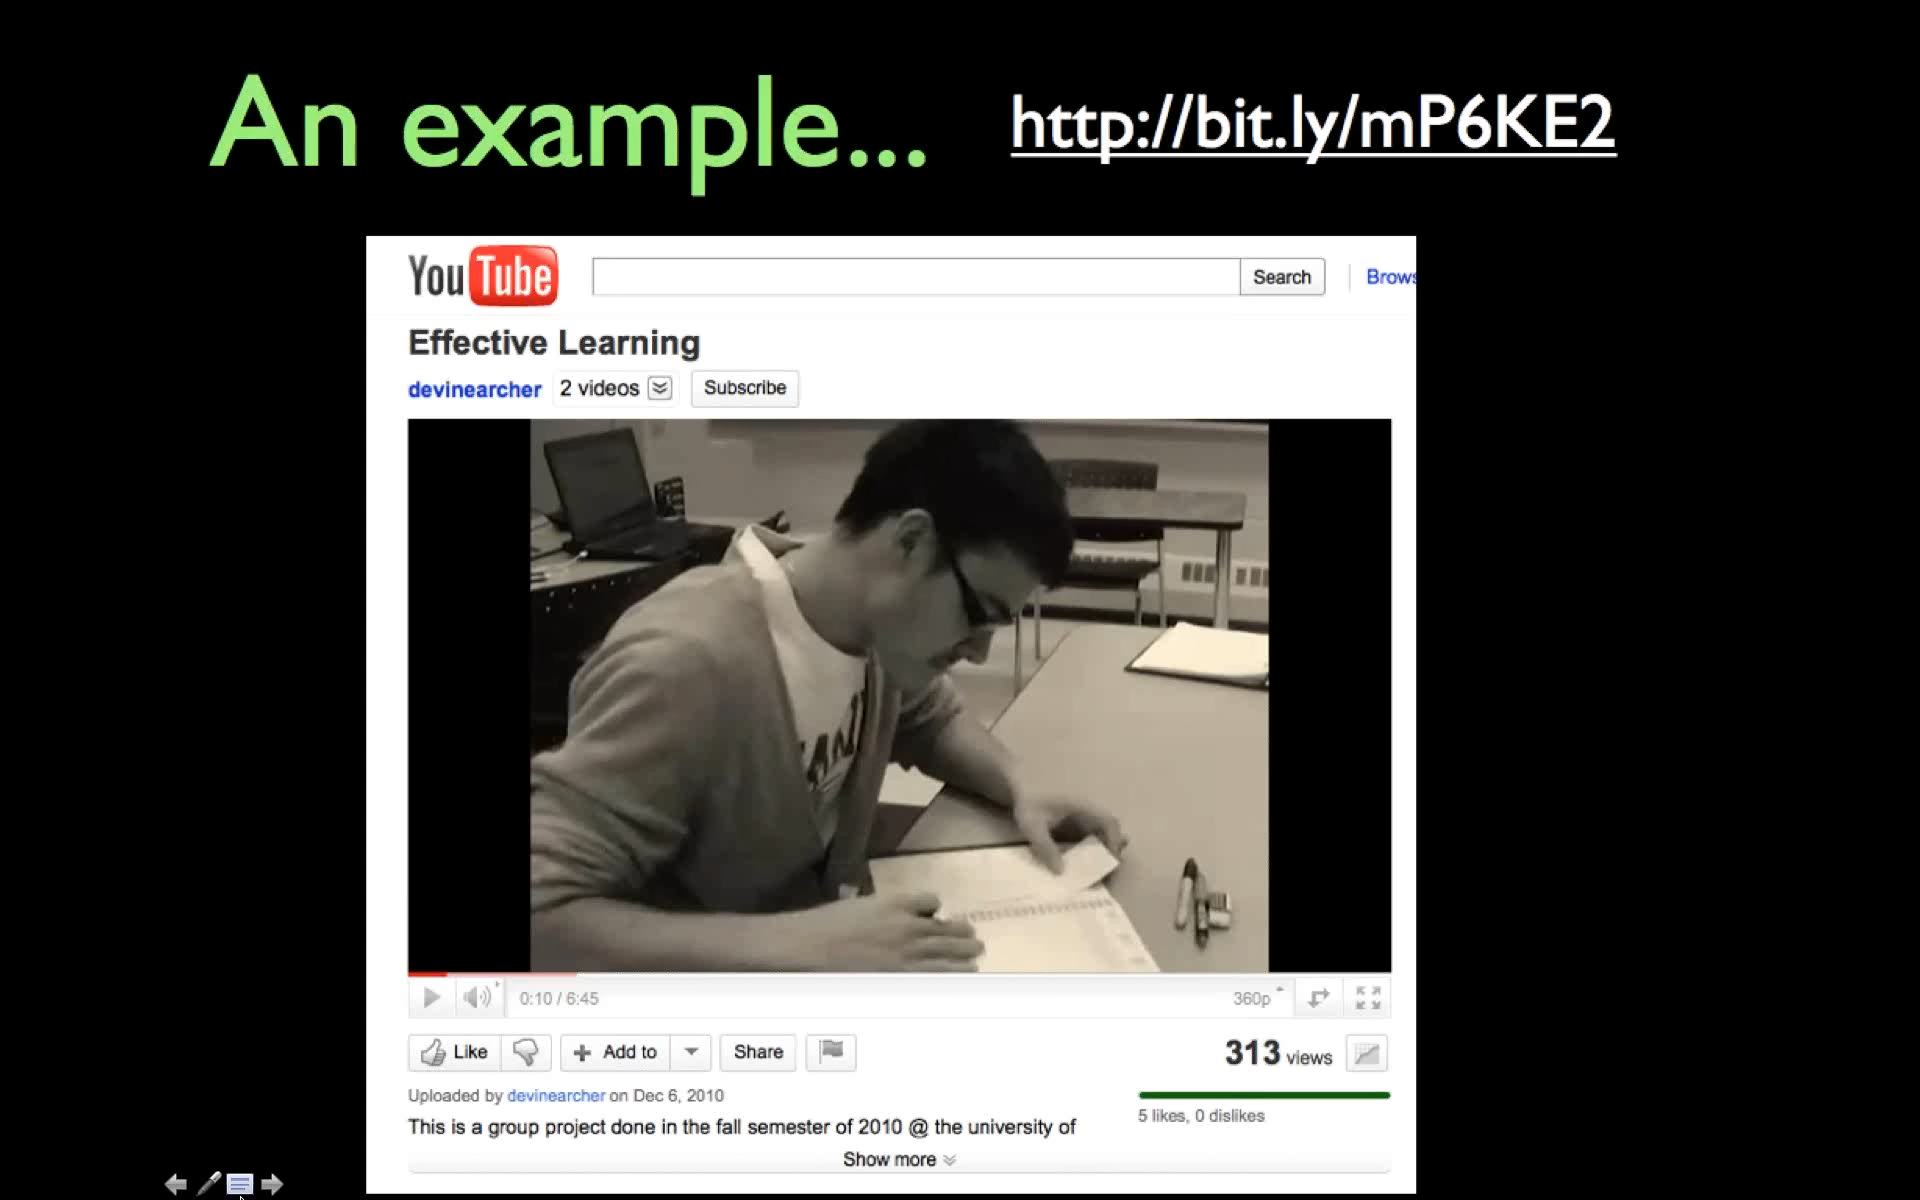 An example... http://bit.ly/mP6KE2
YouTube Search Brows
Effective Learning
devinearcher 2 videos Subscribe
0:10 / 6:45 360p
Like Add to Share 313 views
Uploaded by devinearcher on Dec 6, 2010
5 likes, 0 dislikes
This is a group project done in the fall semester of 2010 @ the university of
Show more